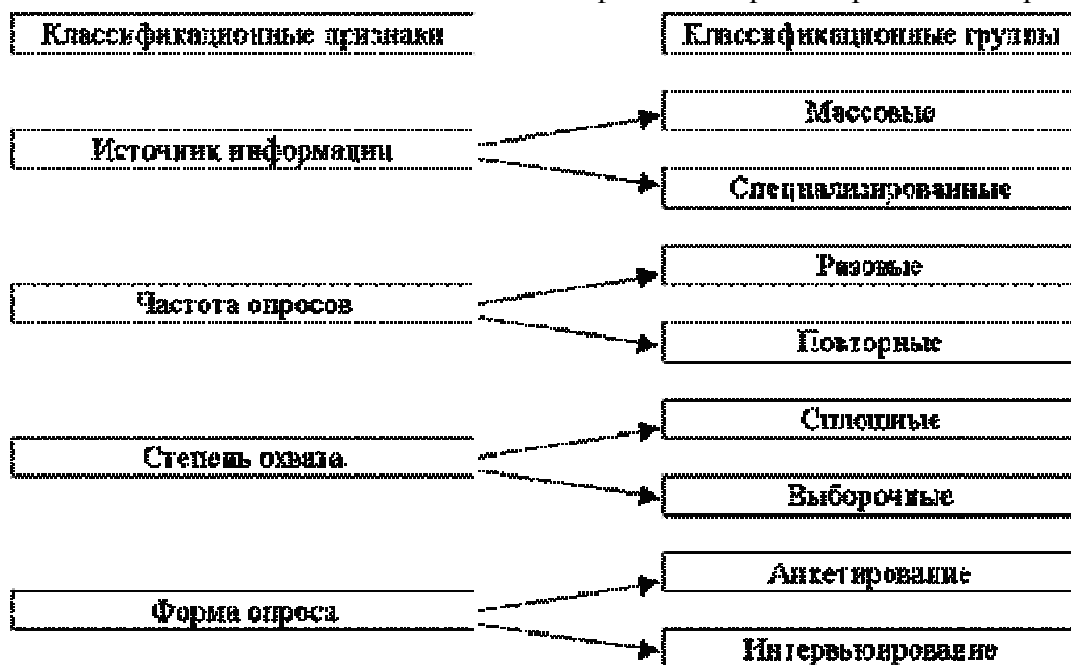 Классификационные признаки
Классификационные группы
Источник информации
Массовые
Специализированные
Частота опросов
Разовые
Повторные
Степень охвата
Сплошные
Выборочные
Форма опроса
Анкетирование
Интервьюирование